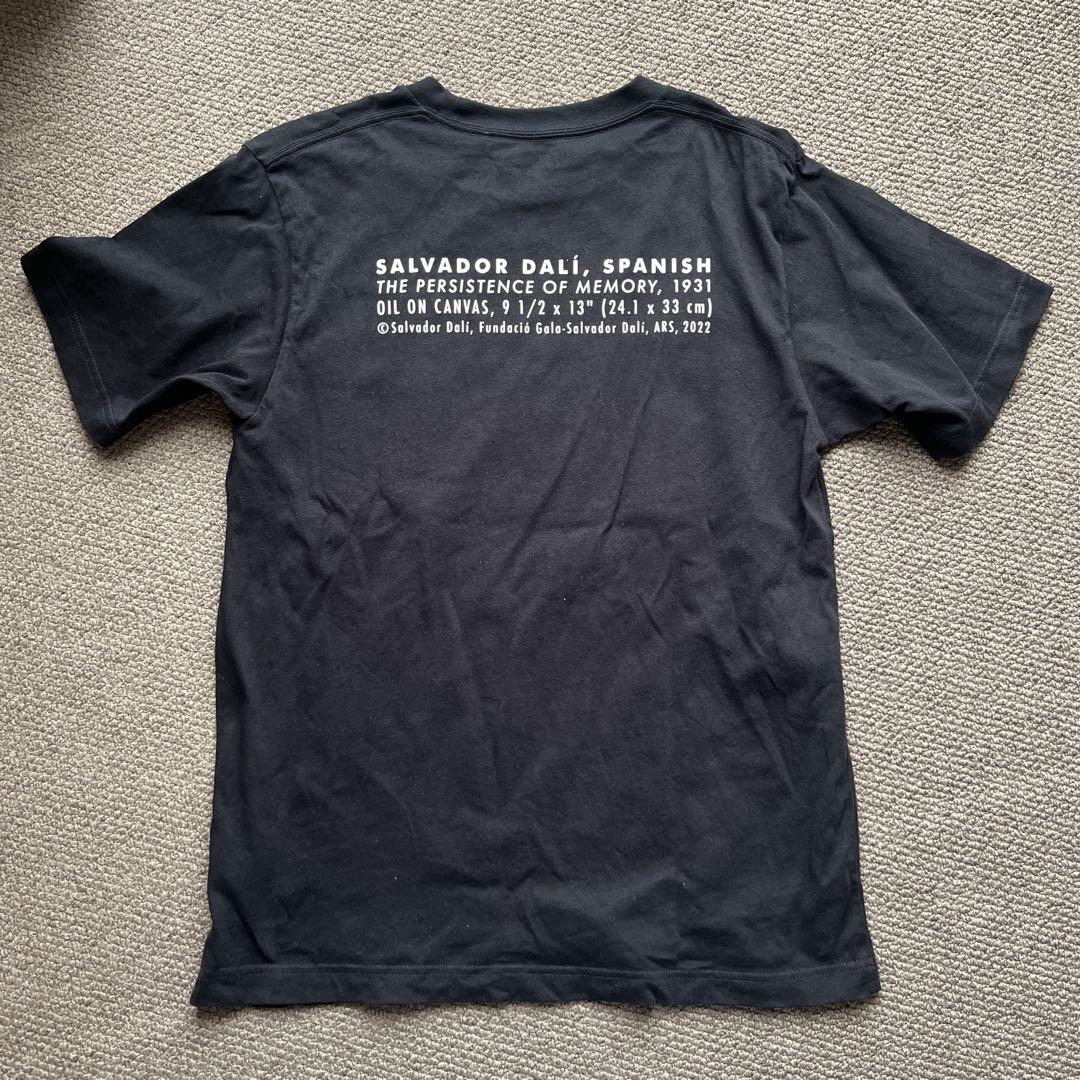 SALVADOR DALÍ, SPANISH
THE PERSISTENCE OF MEMORY, 1931
OIL ON CANVAS, 9 1/2 x 13" (24.1 x 33 cm)
©Salvador Dalí, Fundació Gala-Salvador Dalí, ARS, 2022